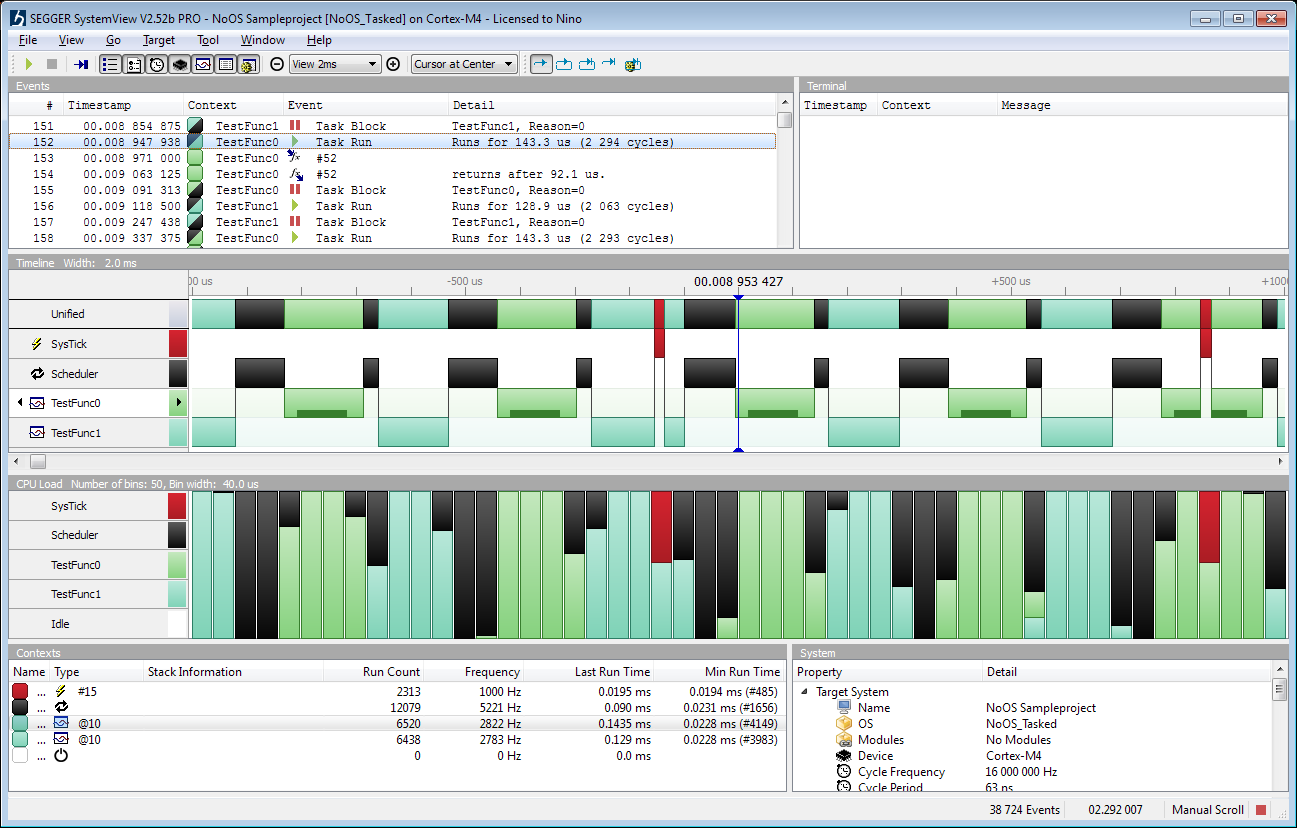 SEGGER SystemView V2.52b PRO - NoOS Sampleproject [NoOS_Tasked] on Cortex-M4 - Licensed to Nino
File View Go Target Tool Window Help
View 2ms Cursor at Center
Events
# Timestamp Context Event Detail
151 00.008 854 875 TestFunc1 Task Block TestFunc1, Reason=0
152 00.008 947 938 TestFunc0 Task Run Runs for 143.3 us (2 294 cycles)
153 00.008 971 000 TestFunc0 #52
154 00.009 063 125 TestFunc0 #52 returns after 92.1 us.
155 00.009 091 313 TestFunc0 Task Block TestFunc0, Reason=0
156 00.009 118 500 TestFunc1 Task Run Runs for 128.9 us (2 063 cycles)
157 00.009 247 438 TestFunc1 Task Block TestFunc1, Reason=0
158 00.009 337 375 TestFunc0 Task Run Runs for 143.3 us (2 293 cycles)
Terminal
Timestamp Context Message
Timeline Width: 2.0 ms
00 us -500 us 00.008 953 427 +500 us +1000
Unified
SysTick
Scheduler
TestFunc0
TestFunc1
CPU Load Number of bins: 50, Bin width: 40.0 us
SysTick
Scheduler
TestFunc0
TestFunc1
Idle
Contexts
Name Type Stack Information Run Count Frequency Last Run Time Min Run Time
... #15 2313 1000 Hz 0.0195 ms 0.0194 ms (#485)
... 12079 5221 Hz 0.090 ms 0.0231 ms (#1656)
... @10 6520 2822 Hz 0.1435 ms 0.0228 ms (#4149)
... @10 6438 2783 Hz 0.129 ms 0.0228 ms (#3983)
... 0 0 Hz 0.0 ms
System
Property Detail
Target System
Name NoOS Sampleproject
OS NoOS_Tasked
Modules No Modules
Device Cortex-M4
Cycle Frequency 16 000 000 Hz
Cycle Period 63 ns
38 724 Events 02.292 007 Manual Scroll